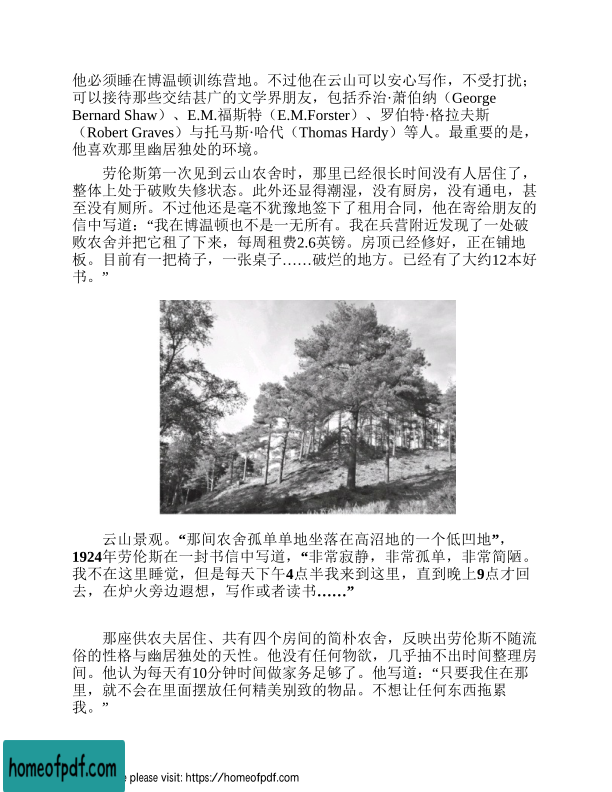 他必须睡在博温顿训练营地。不过他在云山可以安心写作，不受打扰；
可以接待那些交结甚广的文学界朋友，包括乔治·萧伯纳（George
Bernard Shaw）、E.M.福斯特（E.M.Forster）、罗伯特·格拉夫斯
（Robert Graves）与托马斯·哈代（Thomas Hardy）等人。最重要的是，
他喜欢那里幽居独处的环境。
劳伦斯第一次见到云山农舍时，那里已经很长时间没有人居住了，
整体上处于破败失修状态。此外还显得潮湿，没有厨房，没有通电，甚
至没有厕所。不过他还是毫不犹豫地签下了租用合同，他在寄给朋友的
信中写道：“我在博温顿也不是一无所有。我在兵营附近发现了一处破
败农舍并把它租了下来，每周租费2.6英镑。房顶已经修好，正在铺地
板。目前有一把椅子，一张桌子……破烂的地方。已经有了大约12本好
书。”
云山景观。“那间农舍孤单单地坐落在高沼地的一个低凹地”，
1924年劳伦斯在一封书信中写道，“非常寂静，非常孤单，非常简陋。
我不在这里睡觉，但是每天下午4点半我来到这里，直到晚上9点才回
去，在炉火旁边遐想，写作或者读书……”
那座供农夫居住、共有四个房间的简朴农舍，反映出劳伦斯不随流
俗的性格与幽居独处的天性。他没有任何物欲，几乎抽不出时间整理房
间。他认为每天有10分钟时间做家务足够了。他写道：“只要我住在那
里，就不会在里面摆放任何精美别致的物品。不想让任何东西拖累
我。”
homeofpdf.com
e please visit: https://homeofpdf.com